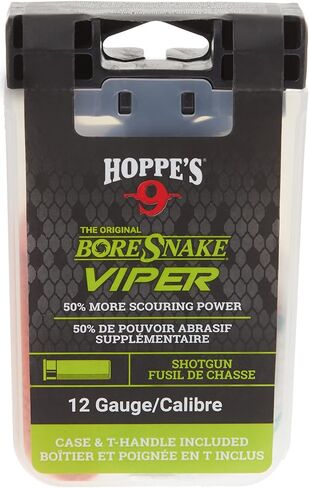 HOPPE'S
9
THE ORIGINAL
BORESNAKE
VIPER
50% MORE SCOURING POWER
50% DE POUVOIR ABRASIF
SUPPLÉMENTAIRE
SHOTGUN
FUSIL DE CHASSE
12 Gauge/Calibre
CASE & T-HANDLE INCLUDED
BOÎTIER ET POIGNÉE EN T INCLUS